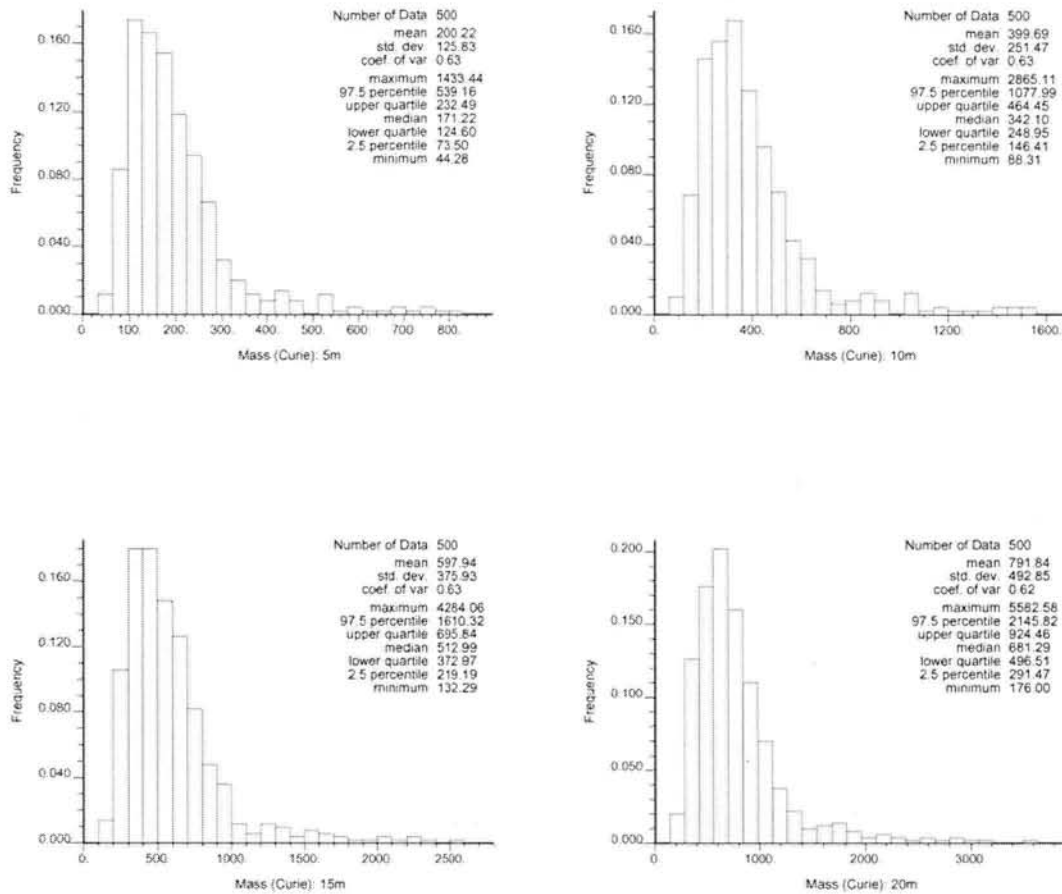 Number of Data 500
mean 200.22
std. dev. 125.83
coef. of var 0.63
maximum 1433.44
97.5 percentile 539.16
upper quartile 232.49
median 171.22
lower quartile 124.60
2.5 percentile 73.50
minimum 44.28
Frequency
0.160
0.120
0.080
0.040
0.000
0. 100. 200. 300. 400. 500. 600. 700. 800.
Mass (Curie): 5m
Number of Data 500
mean 399.69
std. dev. 251.47
coef. of var 0.63
maximum 2865.11
97.5 percentile 1077.99
upper quartile 464.45
median 342.10
lower quartile 248.95
2.5 percentile 146.41
minimum 88.31
Frequency
0.160
0.120
0.080
0.040
0.000
0. 400. 800. 1200. 1600.
Mass (Curie): 10m
Number of Data 500
mean 597.94
std. dev. 375.93
coef. of var 0.63
maximum 4284.06
97.5 percentile 1610.32
upper quartile 695.84
median 512.99
lower quartile 372.97
2.5 percentile 219.19
minimum 132.29
Frequency
0.160
0.120
0.080
0.040
0.000
0. 500 1000 1500 2000 2500
Mass (Curie): 15m
Number of Data 500
mean 791.84
std. dev. 492.85
coef. of var 0.62
maximum 5582.58
97.5 percentile 2145.82
upper quartile 924.46
median 681.29
lower quartile 496.51
2.5 percentile 291.47
minimum 176.00
Frequency
0.200
0.150
0.100
0.050
0.000
0 1000 2000 3000
Mass (Curie): 20m